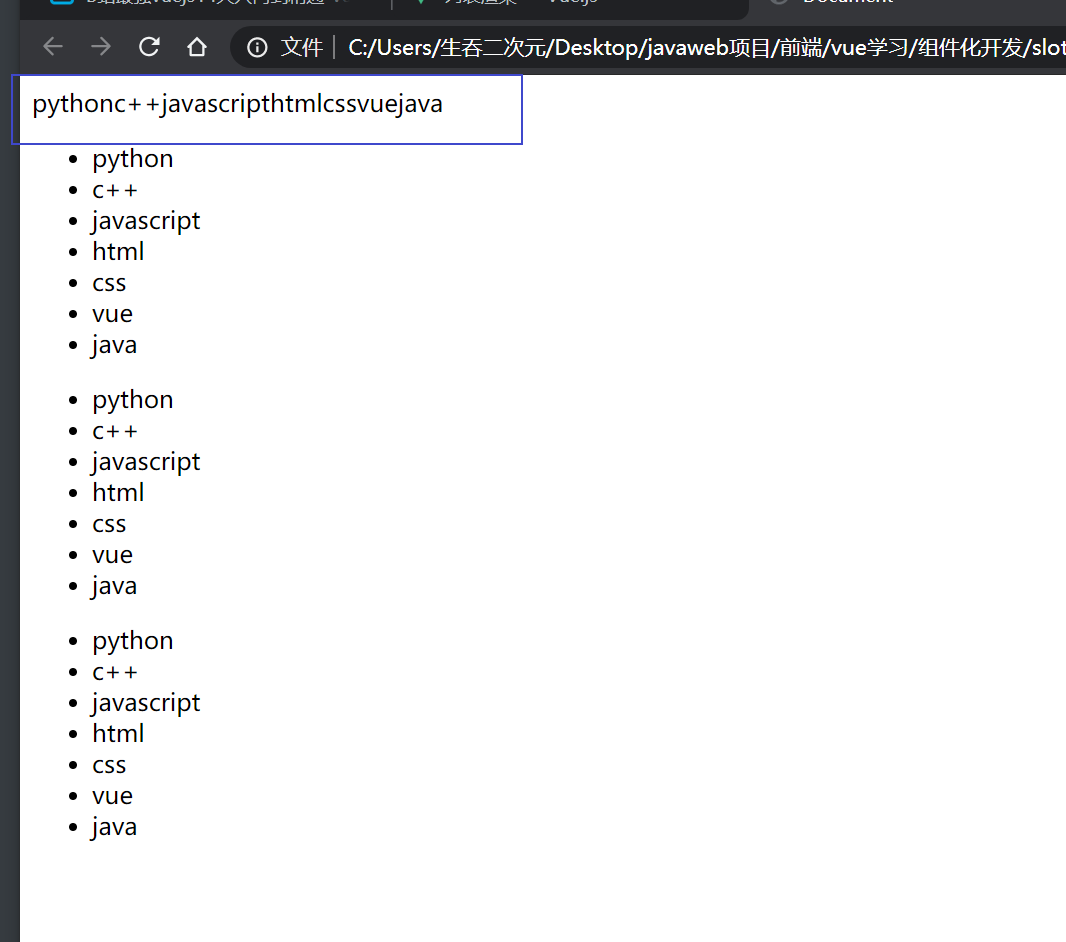 Document
文件 C:/Users/生吞二次元/Desktop/javaweb项目/前端/vue学习/组件化开发/slot
pythonc++javascripthtmlcssvuejava
python
c++
javascript
html
css
vue
java
python
c++
javascript
html
css
vue
java
python
c++
javascript
html
css
vue
java